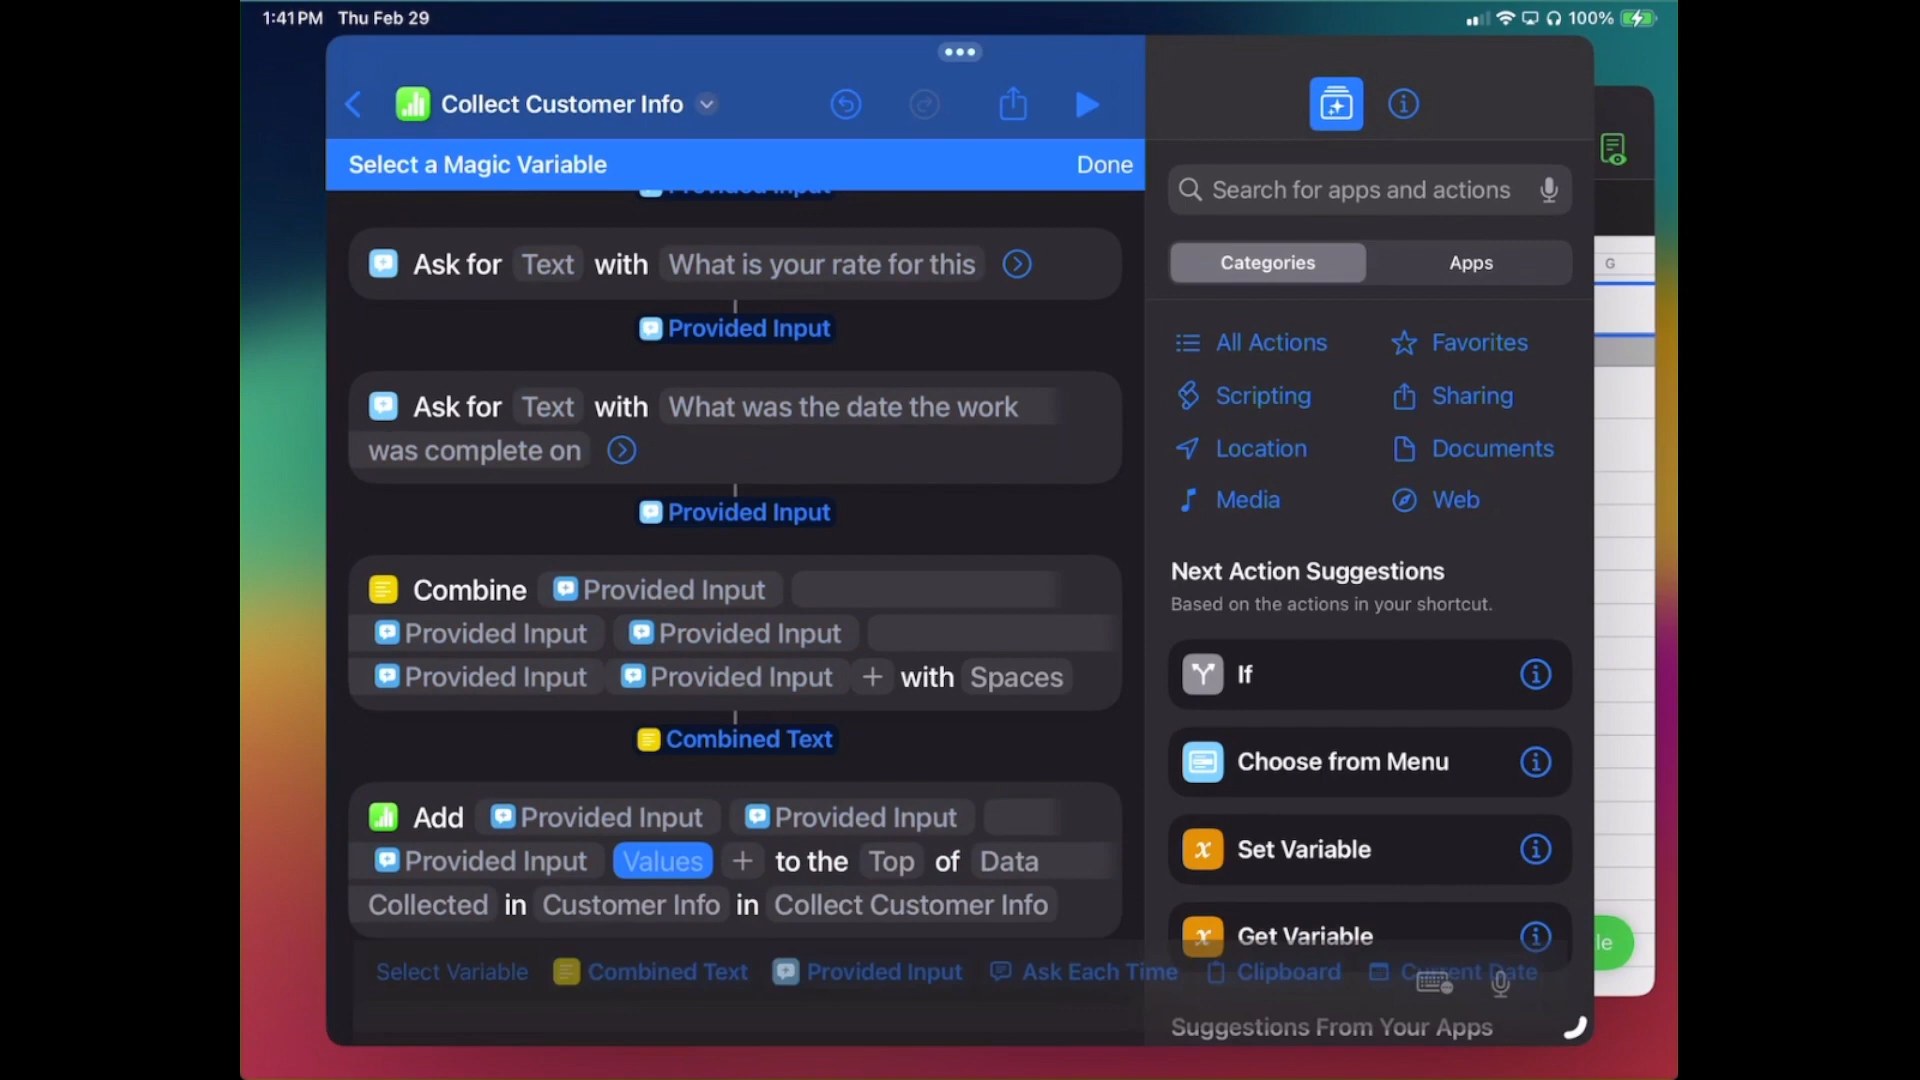 1:41 PM Thu Feb 29
100%
Collect Customer Info
Select a Magic Variable
Done
Provided Input
Ask for Text with What is your rate for this
Provided Input
Ask for Text with What was the date the work
was complete on
Provided Input
Combine Provided Input
Provided Input Provided Input
Provided Input Provided Input + with Spaces
Combined Text
Add Provided Input Provided Input
Provided Input Values + to the Top of Data
Collected in Customer Info in Collect Customer Info
Select Variable Combined Text Provided Input Ask Each Time Clipboard Current Date
Search for apps and actions
Categories Apps
All Actions Favorites
Scripting Sharing
Location Documents
Media Web
Next Action Suggestions
Based on the actions in your shortcut.
If
Choose from Menu
x Set Variable
x Get Variable
Suggestions From Your Apps
G
le